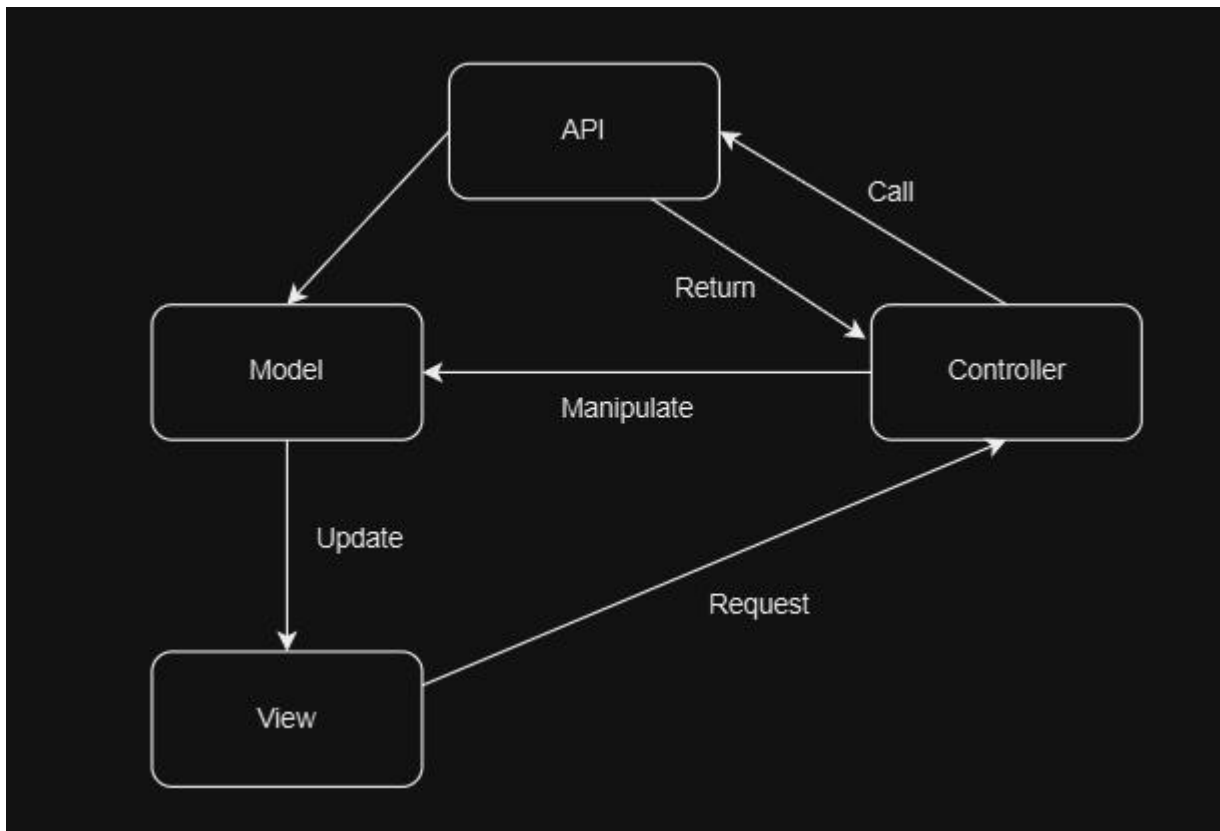 API
Call
Return
Model
Controller
Manipulate
Update
Request
View